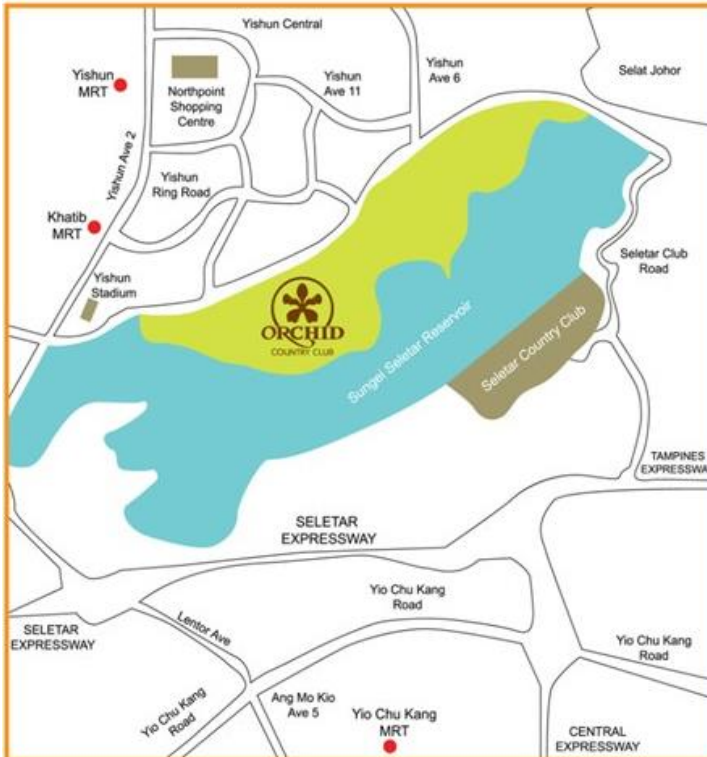 Yishun Central
Yishun
MRT
Northpoint
Shopping
Centre
Yishun
Ave 11
Yishun
Ave 6
Selat Johor
Yishun Ave 2
Yishun
Ring Road
Khatib
MRT
Yishun
Stadium
Seletar Club
Road
ORCHID
COUNTRY CLUB
Sungei Seletar Reservoir
Seletar Country Club
TAMPINES
EXPRESSWA
SELETAR
EXPRESSWAY
Yio Chu Kang
Road
Lentor Ave
SELETAR
EXPRESSWAY
Yio Chu Kang
Road
Yio Chu Kang
Road
Ang Mo Kio
Ave 5
Yio Chu Kang
MRT
CENTRAL
EXPRESSWAY